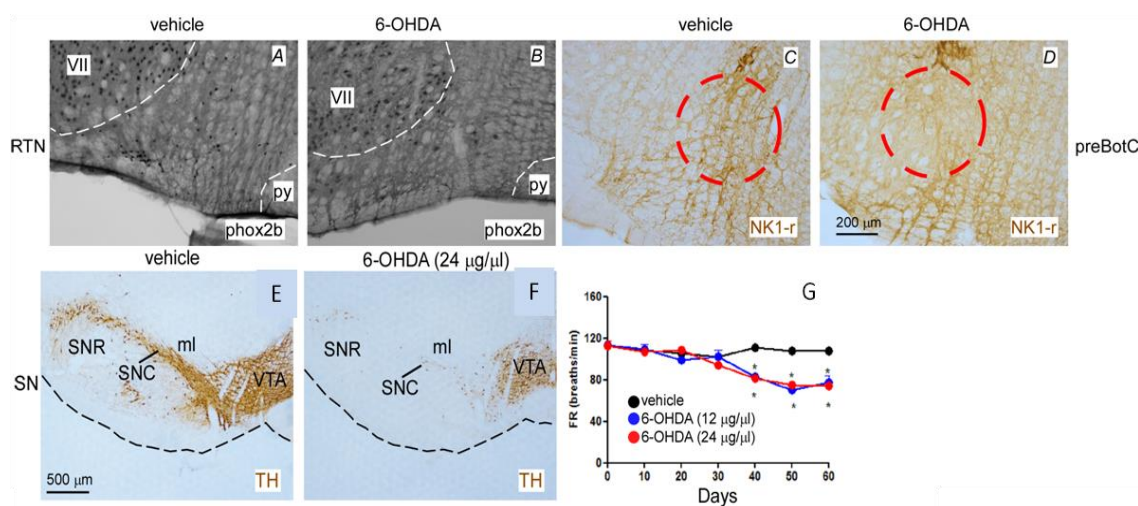 vehicle
6-OHDA
vehicle
6-OHDA
A
VII
py
phox2b
B
VII
py
phox2b
C
NK1-r
D
200 µm
NK1-r
RTN
preBotC
vehicle
6-OHDA (24 µg/µl)
E
SNR
ml
SNC
VTA
500 µm
TH
F
SNR
ml
SNC
VTA
TH
SN
G
FR (breaths/min)
160
120
80
40
0
* * *
* * *
vehicle
6-OHDA (12 µg/µl)
6-OHDA (24 µg/µl)
0 10 20 30 40 50 60
Days